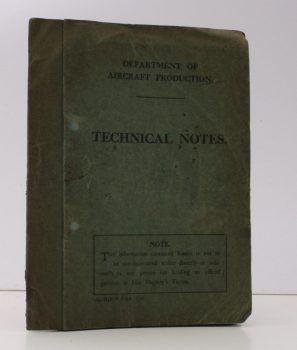 DEPARTMENT OF
AIRCRAFT PRODUCTION.
TECHNICAL NOTES.
NOTE.
THE information contained herein is not to
be communicated either directly or indi-
rectly to any person not holding an official
position in His Majesty's Forces.